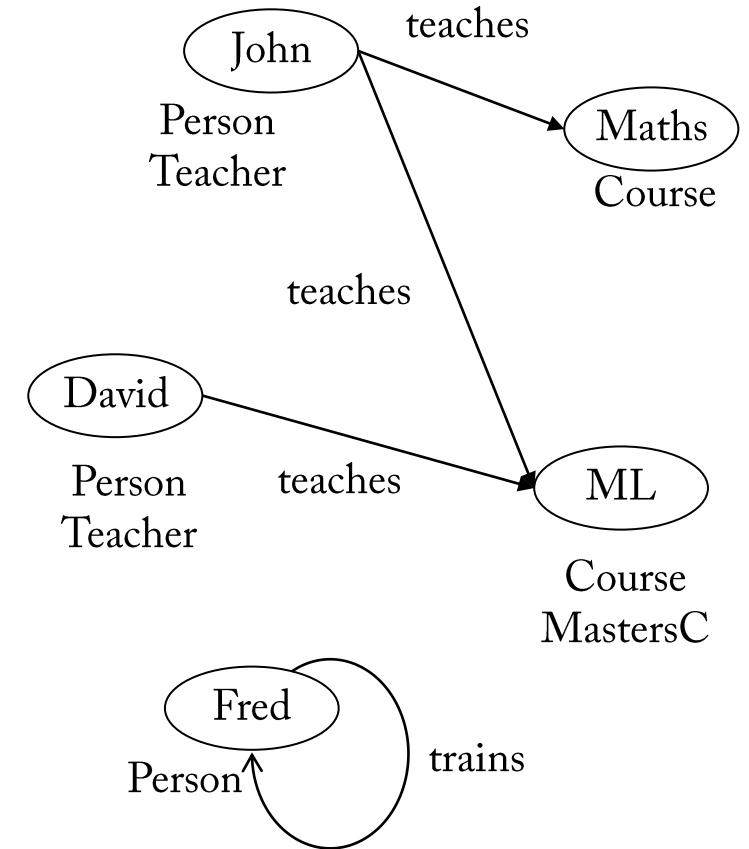 teaches
John
Person
Teacher
Maths
Course
teaches
David
Person
Teacher
teaches
ML
Course
MastersC
Fred
Person
trains